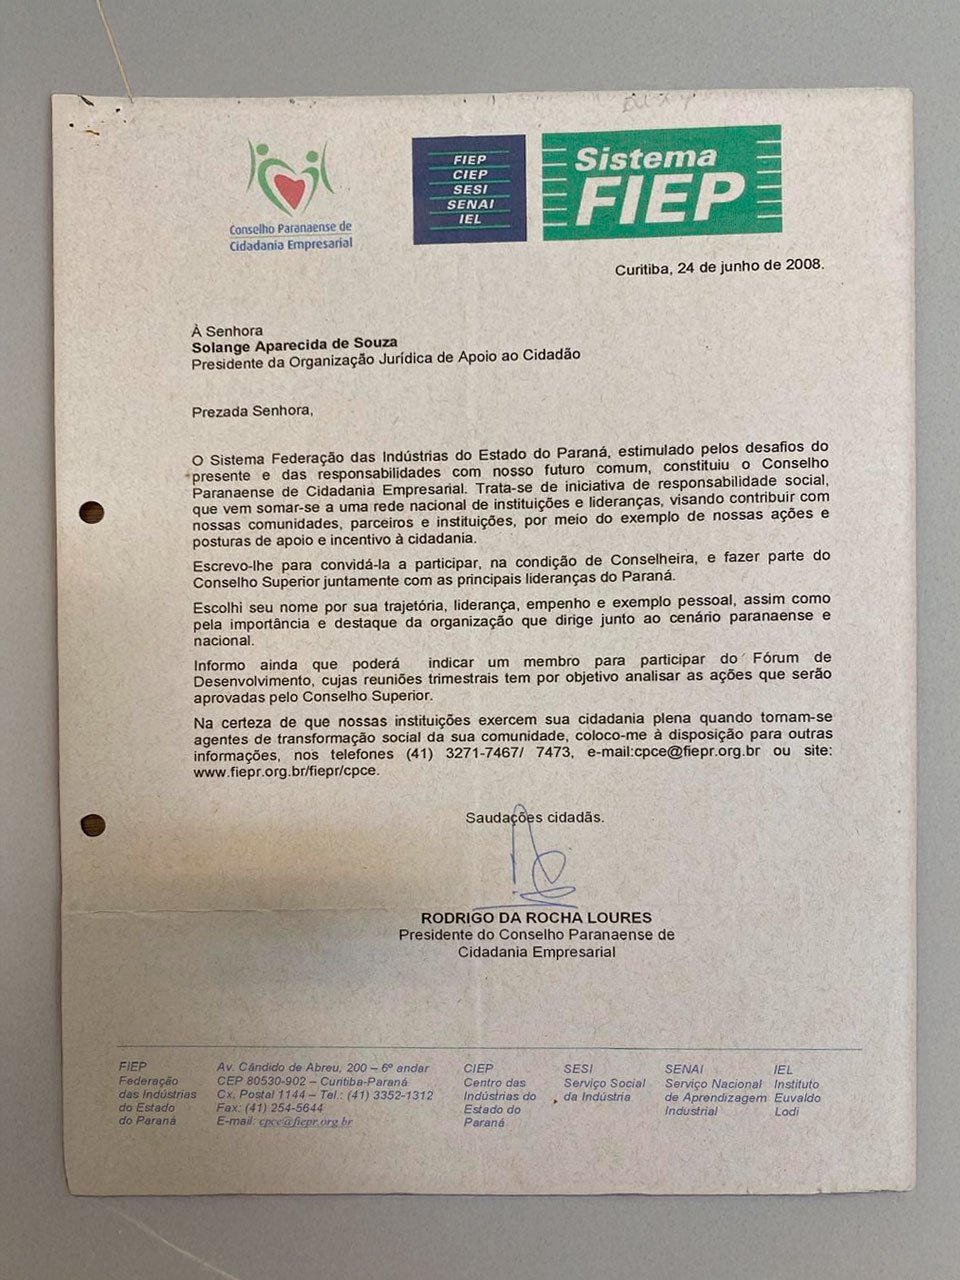 Conselho Paranaense de
Cidadania Empresarial
FIEP
CIEP
SESI
SENAI
IEL
Sistema
FIEP
Curitiba, 24 de junho de 2008.
À Senhora
Solange Aparecida de Souza
Presidente da Organização Jurídica de Apoio ao Cidadão
Prezada Senhora,
O Sistema Federação das Indústrias do Estado do Paraná, estimulado pelos desafios do
presente e das responsabilidades com nosso futuro comum, constituiu o Conselho
Paranaense de Cidadania Empresarial. Trata-se de iniciativa de responsabilidade social,
que vem somar-se a uma rede nacional de instituições e lideranças, visando contribuir com
nossas comunidades, parceiros e instituições, por meio do exemplo de nossas ações e
posturas de apoio e incentivo à cidadania.
Escrevo-lhe para convidá-la a participar, na condição de Conselheira, e fazer parte do
Conselho Superior juntamente com as principais lideranças do Paraná.
Escolhi seu nome por sua trajetória, liderança, empenho e exemplo pessoal, assim como
pela importância e destaque da organização que dirige junto ao cenário paranaense e
nacional.
Informo ainda que poderá indicar um membro para participar do Fórum de
Desenvolvimento, cujas reuniões trimestrais tem por objetivo analisar as ações que serão
aprovadas pelo Conselho Superior.
Na certeza de que nossas instituições exercem sua cidadania plena quando tornam-se
agentes de transformação social da sua comunidade, coloco-me à disposição para outras
informações, nos telefones (41) 3271-7467/ 7473, e-mail:cpce@fiepr.org.br ou site:
www.fiepr.org.br/fiepr/cpce.
Saudações cidadãs.
RODRIGO DA ROCHA LOURES
Presidente do Conselho Paranaense de
Cidadania Empresarial
FIEP
Federação
das Indústrias
do Estado
do Paraná
Av. Cândido de Abreu, 200 – 6º andar
CEP 80530-902 – Curitiba-Paraná
Cx. Postal 1144 – Tel.: (41) 3352-1312
Fax: (41) 254-5644
E-mail: cpce@fiepr.org.br
CIEP
Centro das
Indústrias do
Estado do
Paraná
SESI
Serviço Social
da Indústria
SENAI
Serviço Nacional
de Aprendizagem
Industrial
IEL
Instituto
Euvaldo
Lodi